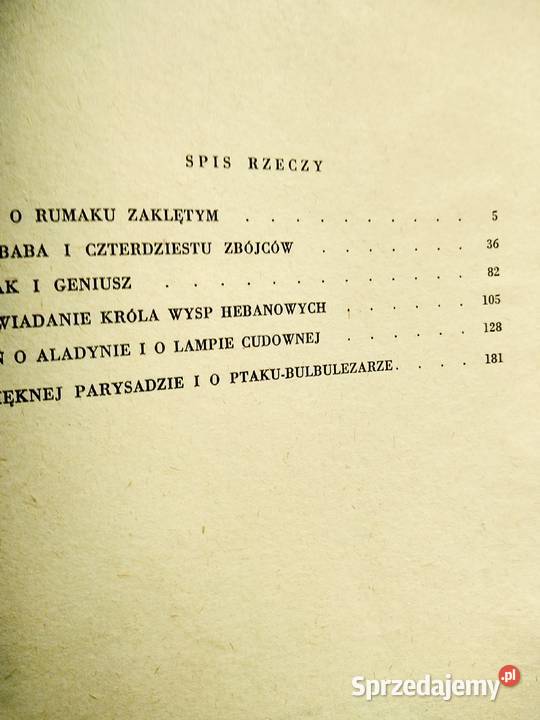 SPIS RZECZY
O RUMAKU ZAKLĘTYM . . . . . . . . . . 5
BABA I CZTERDZIESTU ZBÓJCÓW . . . . . . 36
AK I GENIUSZ . . . . . . . . . . . . . 82
WIADANIE KRÓLA WYSP HEBANOWYCH . . . . . 105
Ń O ALADYNIE I O LAMPIE CUDOWNEJ . . . . . 128
IĘKNEJ PARYSADZIE I O PTAKU-BULBULEZARZE. . . . 181
Sprzedajemy.pl